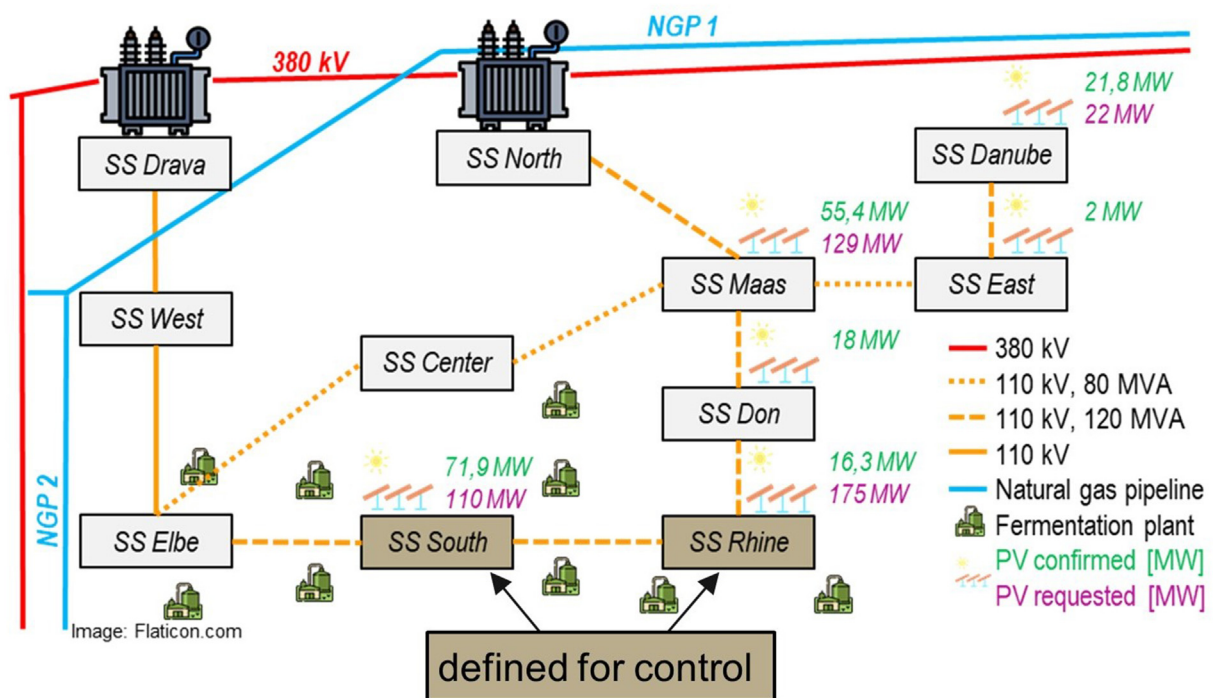 NGP 1
380 kV
21,8 MW
22 MW
SS Drava
SS North
SS Danube
55,4 MW
129 MW
2 MW
SS West
SS Maas
SS East
SS Center
18 MW
380 kV
110 kV, 80 MVA
SS Don
110 kV, 120 MVA
110 kV
71,9 MW
110 MW
16,3 MW
175 MW
Natural gas pipeline
NGP 2
Fermentation plant
SS Elbe
SS South
SS Rhine
PV confirmed [MW]
PV requested [MW]
Image: Flaticon.com
defined for control